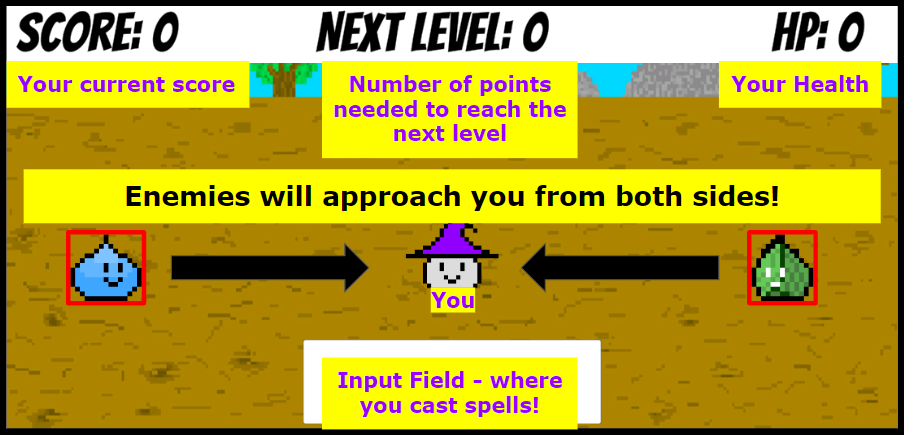 SCORE: 0 NEXT LEVEL: 0 HP: 0
Your current score
Number of points
needed to reach the
next level
Your Health
Enemies will approach you from both sides!
You
Input Field - where
you cast spells!